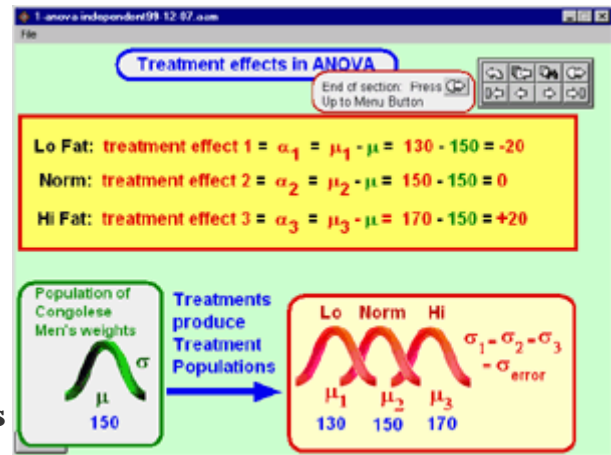 1-anova-independent99-12-07.aam
File
Treatment effects in ANOVA
End of section: Press
Up to Menu Button
Lo Fat: treatment effect 1 = α1 = μ1 - μ = 130 - 150 = -20
Norm: treatment effect 2 = α2 = μ2 - μ = 150 - 150 = 0
Hi Fat: treatment effect 3 = α3 = μ3 - μ = 170 - 150 = +20
Population of
Congolese
Men's weights
σ
μ
150
Treatments
produce
Treatment
Populations
Lo Norm Hi
σ1 = σ2 = σ3
= σerror
μ1 μ2 μ3
130 150 170
s